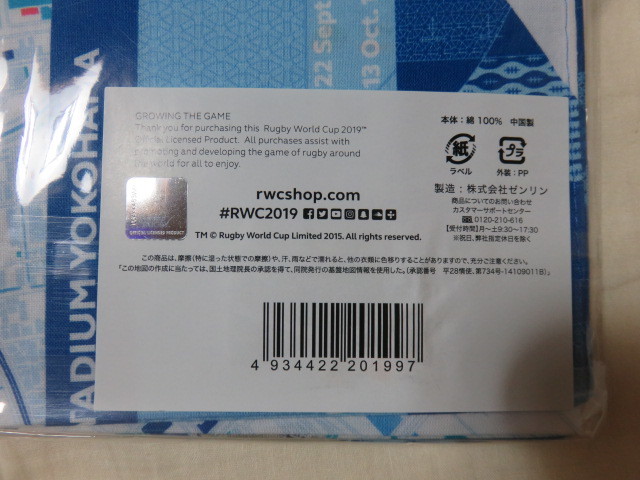 22 Sept
13 Oct.
STADIUM YOKOHAMA
GROWING THE GAME
Thank you for purchasing this Rugby World Cup 2019™
Official Licensed Product. All purchases assist with
promoting and developing the game of rugby around
the world for all to enjoy.
rwcshop.com
#RWC2019
TM © Rugby World Cup Limited 2015. All rights reserved.
本体：綿 100% 中国製
紙
ラベル
プラ
外装：PP
製造：株式会社ゼンリン
商品についてのお問い合わせ
カスタマーサポートセンター
0120-210-616
【受付時間】月～土9:30~17:30
※祝日、弊社指定休日を除く
この商品は、摩擦（特に湿った状態での摩擦）や、汗、雨などで濡れると、他の衣類に色移りすることがありますので、充分ご注意ください。
「この地図の作成に当たっては、国土地理院長の承認を得て、同院発行の基盤地図情報を使用した。（承認番号 平28情使、第734号-14109011B）」
4 934422 201997